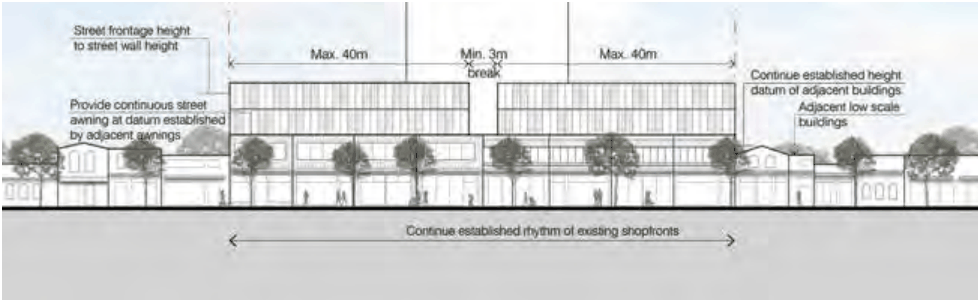 Street frontage height
to street wall height
Max. 40m
Min. 3m
break
Max. 40m
Provide continuous street
awning at datum established
by adjacent awnings
Continue established height
datum of adjacent buildings
Adjacent low scale
buildings
Continue established rhythm of existing shopfronts